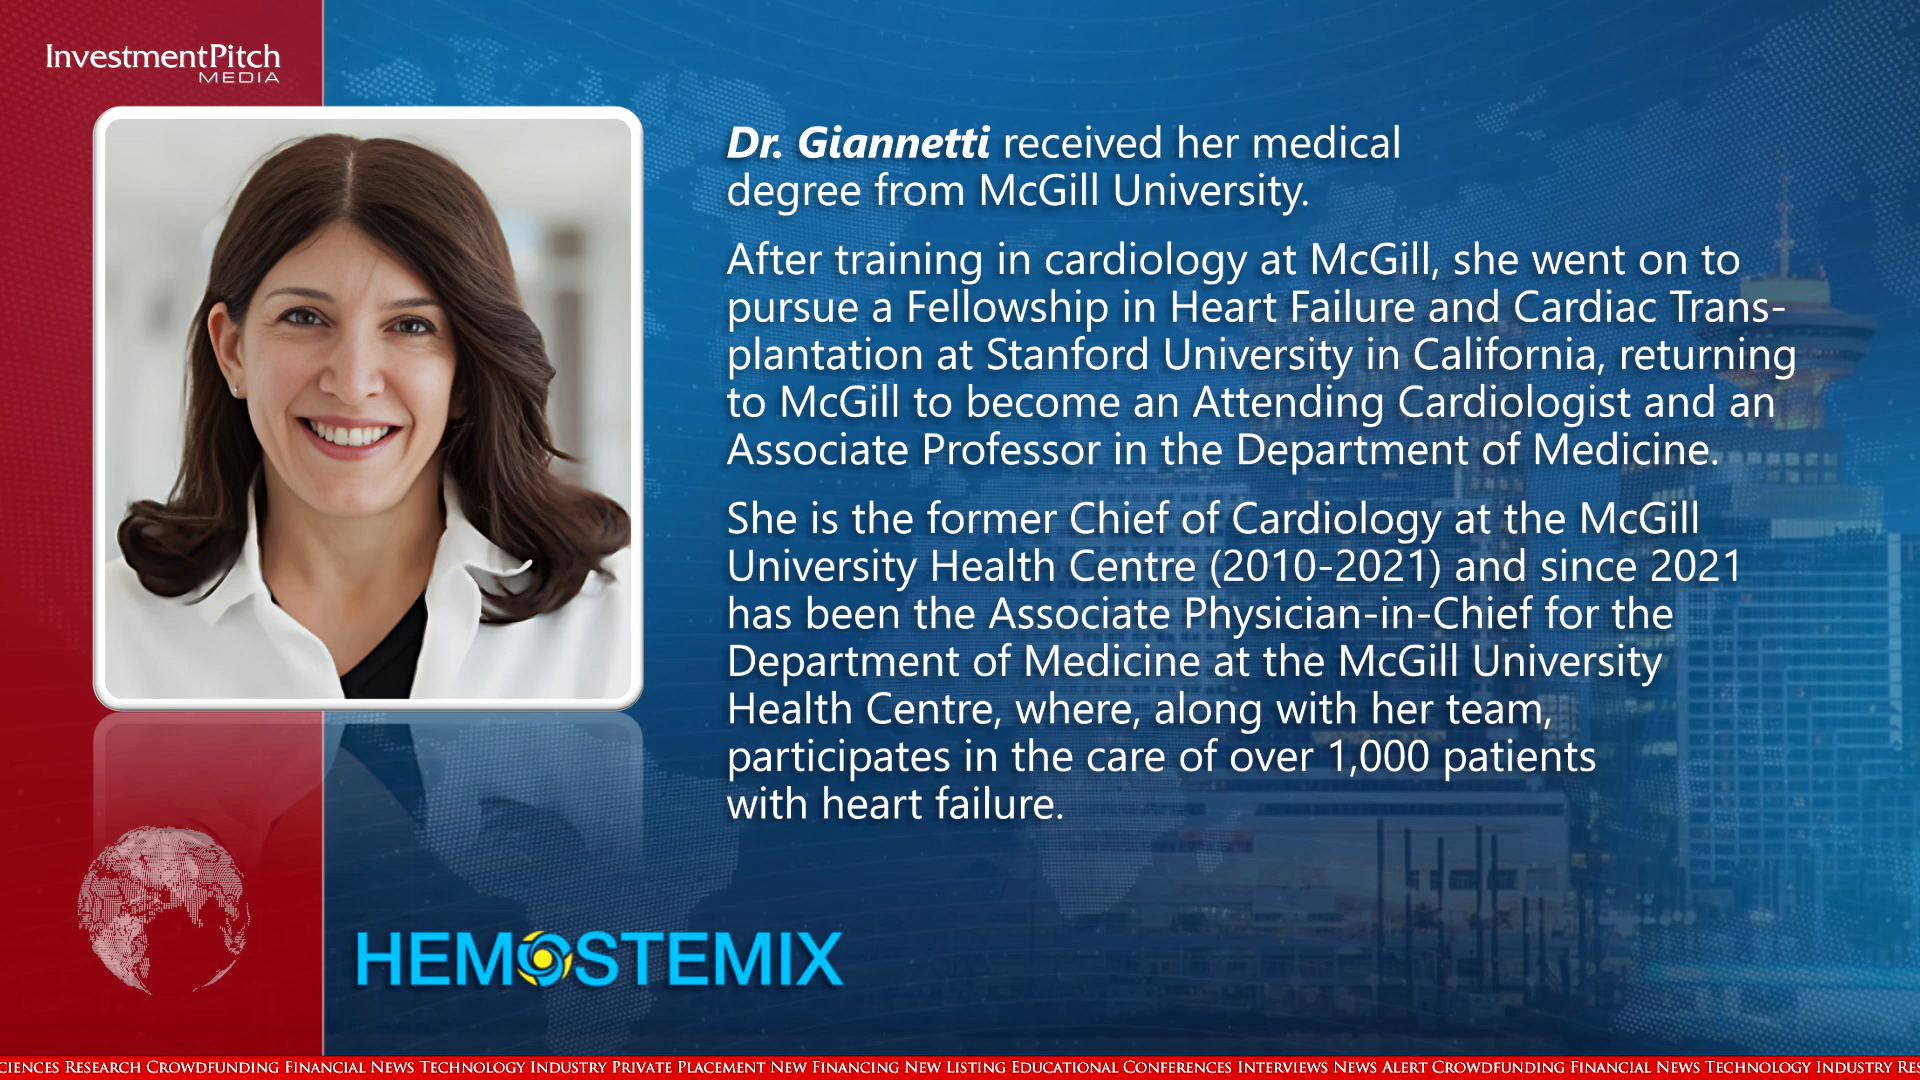 InvestmentPitch
MEDIA
Dr. Giannetti received her medical
degree from McGill University.
After training in cardiology at McGill, she went on to
pursue a Fellowship in Heart Failure and Cardiac Trans-
plantation at Stanford University in California, returning
to McGill to become an Attending Cardiologist and an
Associate Professor in the Department of Medicine.
She is the former Chief of Cardiology at the McGill
University Health Centre (2010-2021) and since 2021
has been the Associate Physician-in-Chief for the
Department of Medicine at the McGill University
Health Centre, where, along with her team,
participates in the care of over 1,000 patients
with heart failure.
HEMOSTEMIX
CIENCES RESEARCH CROWDFUNDING FINANCIAL NEWS TECHNOLOGY INDUSTRY PRIVATE PLACEMENT NEW FINANCING NEW LISTING EDUCATIONAL CONFERENCES INTERVIEWS NEWS ALERT CROWDFUNDING FINANCIAL NEWS TECHNOLOGY INDUSTRY RES